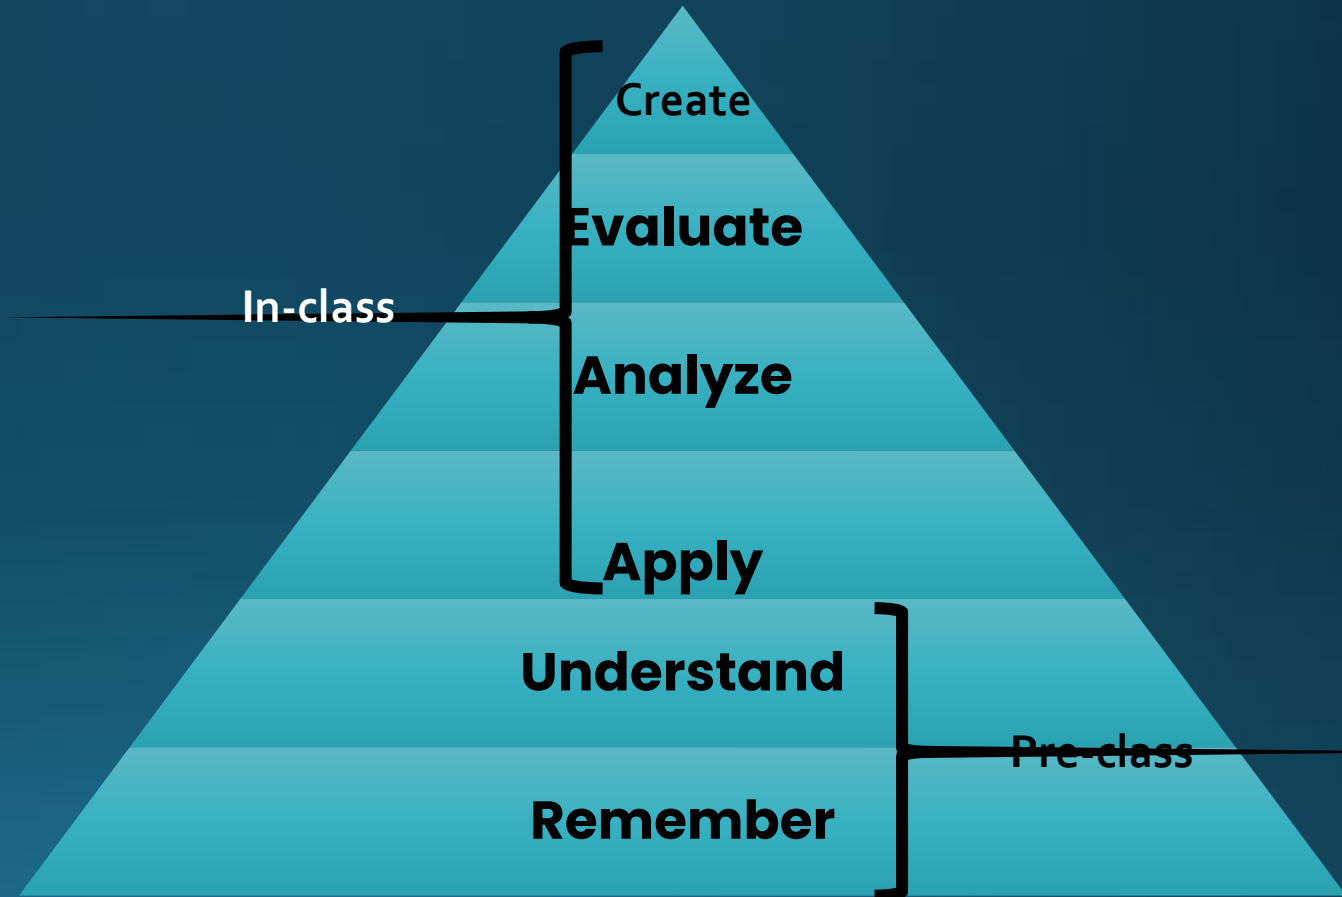 Create
Evaluate
In-class
Analyze
Apply
Understand
Pre-class
Remember